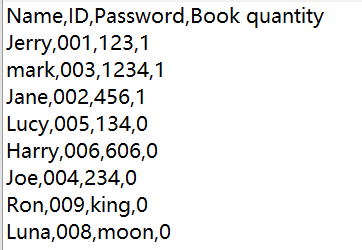 Name,ID,Password,Book quantity
Jerry,001,123,1
mark,003,1234,1
Jane,002,456,1
Lucy,005,134,0
Harry,006,606,0
Joe,004,234,0
Ron,009,king,0
Luna,008,moon,0